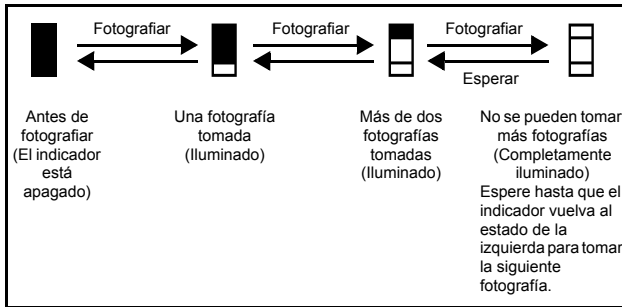 Fotografiar
Fotografiar
Fotografiar
Esperar
Antes de
fotografiar
(El indicador
está
apagado)
Una fotografía
tomada
(Iluminado)
Más de dos
fotografías
tomadas
(Iluminado)
No se pueden tomar
más fotografías
(Completamente
iluminado)
Espere hasta que el
indicador vuelva al
estado de la
izquierda para tomar
la siguiente
fotografía.